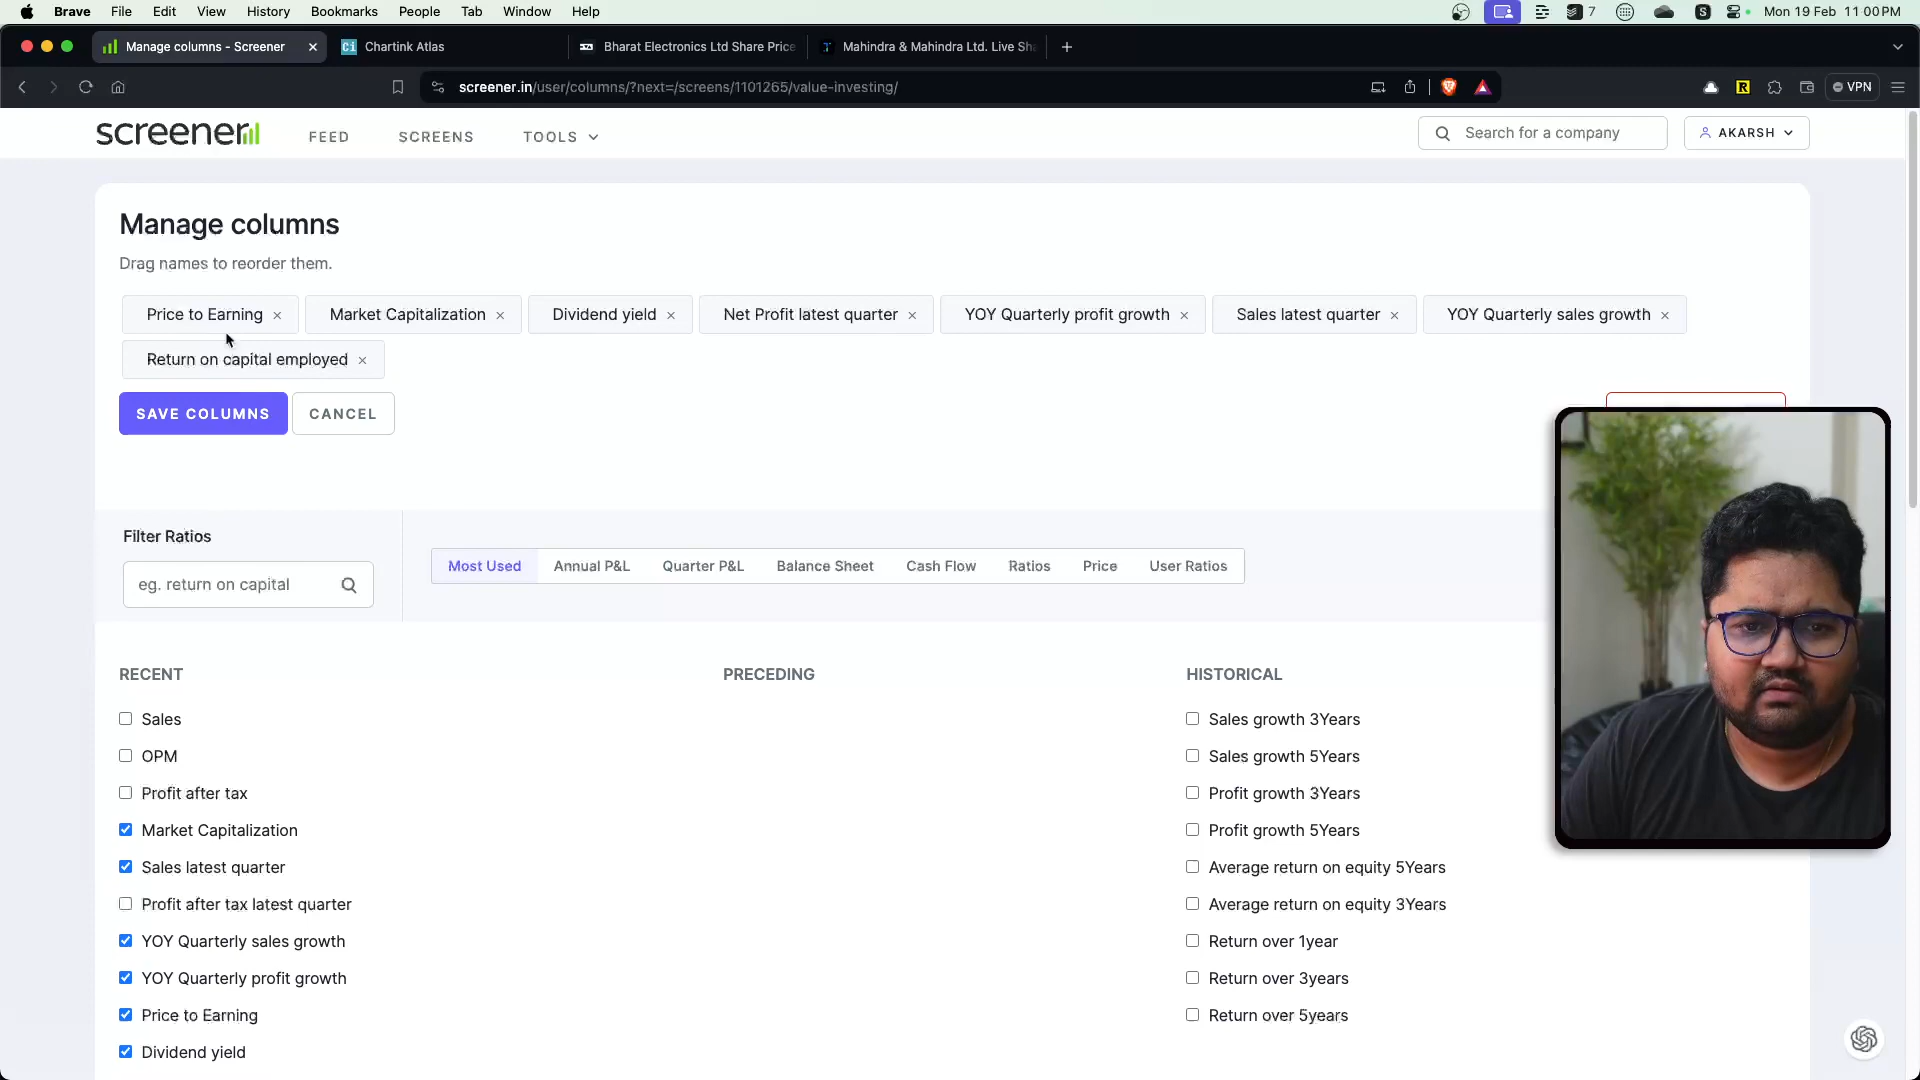 Brave File Edit View History Bookmarks People Tab Window Help 7 S Mon 19 Feb 11:00 PM
Manage columns - Screener Ci Chartink Atlas Bharat Electronics Ltd Share Price Mahindra & Mahindra Ltd. Live Sha
screener.in/user/columns/?next=/screens/1101265/value-investing/ R VPN
screener FEED SCREENS TOOLS Search for a company AKARSH
Manage columns
Drag names to reorder them.
Price to Earning × Market Capitalization × Dividend yield × Net Profit latest quarter × YOY Quarterly profit growth × Sales latest quarter × YOY Quarterly sales growth ×
Return on capital employed ×
SAVE COLUMNS CANCEL
Filter Ratios
eg. return on capital
Most Used Annual P&L Quarter P&L Balance Sheet Cash Flow Ratios Price User Ratios
RECENT PRECEDING HISTORICAL
Sales Sales growth 3Years
OPM Sales growth 5Years
Profit after tax Profit growth 3Years
Market Capitalization Profit growth 5Years
Sales latest quarter Average return on equity 5Years
Profit after tax latest quarter Average return on equity 3Years
YOY Quarterly sales growth Return over 1year
YOY Quarterly profit growth Return over 3years
Price to Earning Return over 5years
Dividend yield